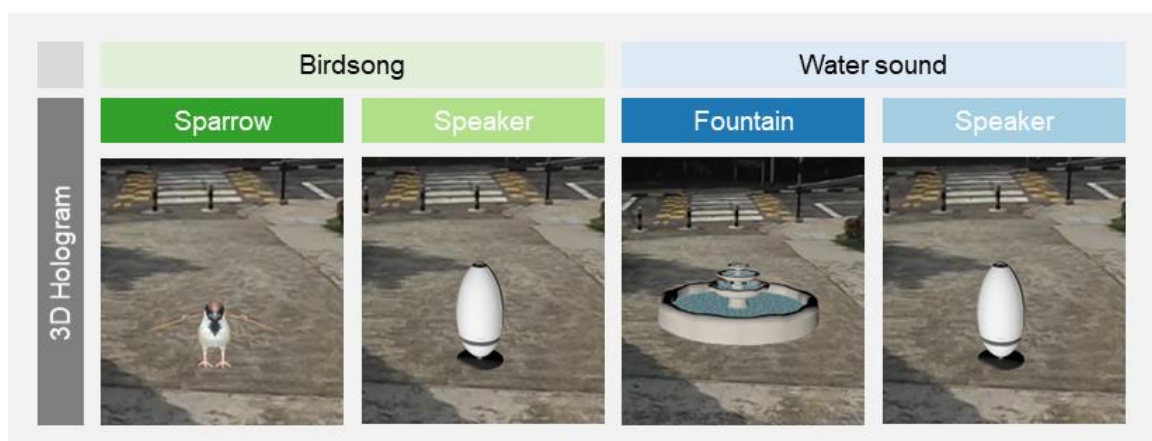 Birdsong
Water sound
Sparrow
Speaker
Fountain
Speaker
3D Hologram